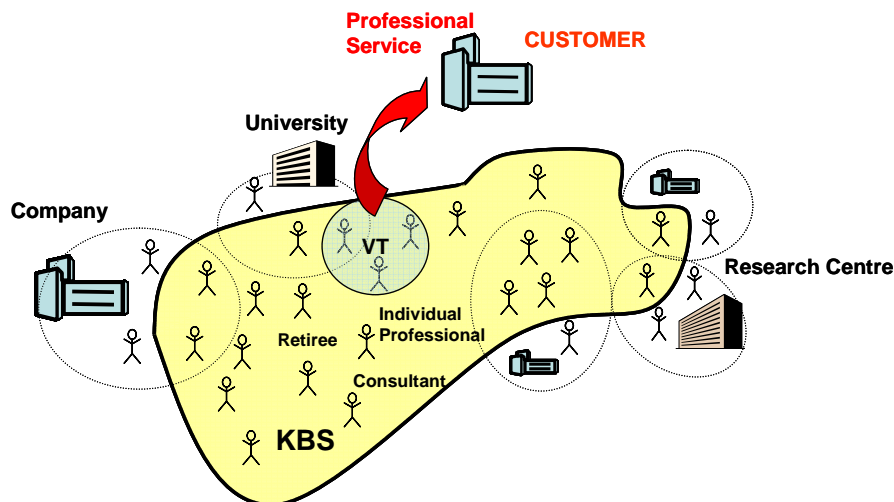 Professional
Service
CUSTOMER
University
Company
VT
Research Centre
Individual
Professional
Retiree
Consultant
KBS